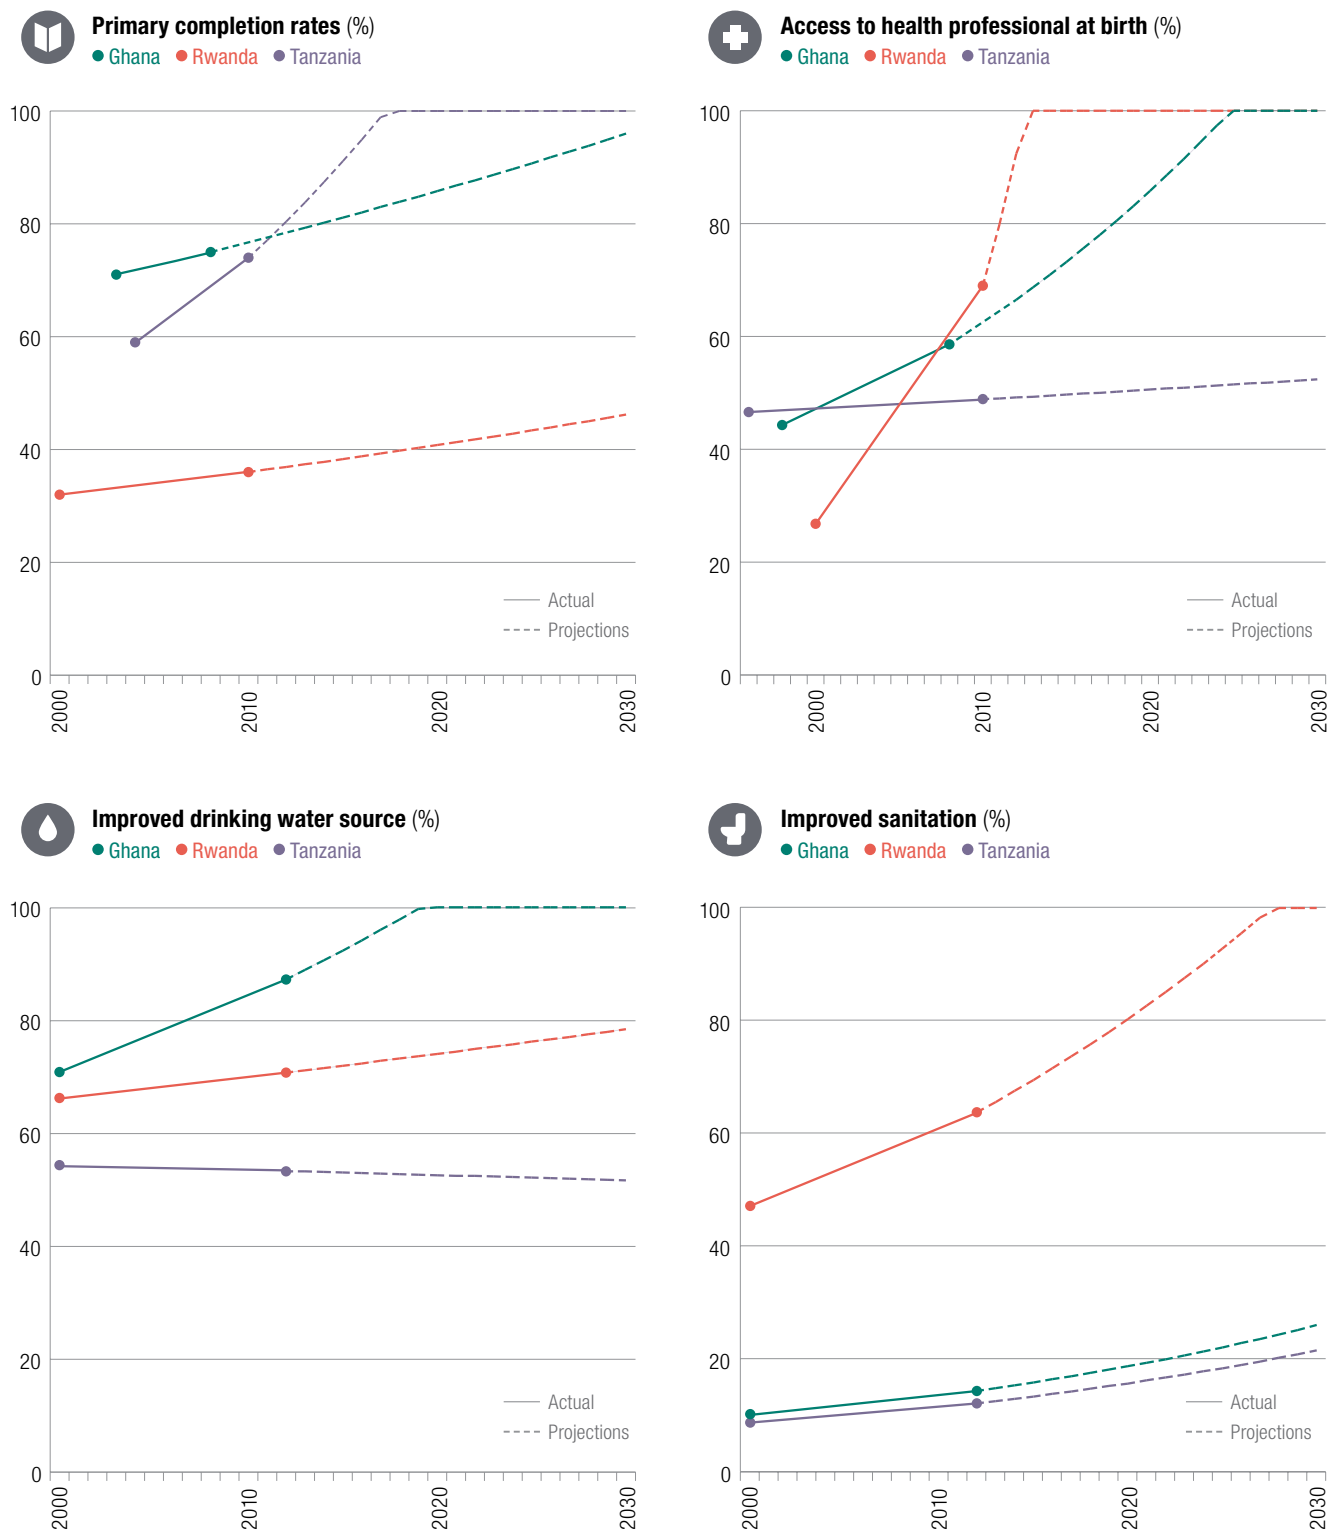 Primary completion rates (%)
Ghana Rwanda Tanzania
100
80
60
40
20
0
Actual
Projections
2000 2010 2020 2030
Access to health professional at birth (%)
Ghana Rwanda Tanzania
100
80
60
40
20
0
Actual
Projections
2000 2010 2020 2030
Improved drinking water source (%)
Ghana Rwanda Tanzania
100
80
60
40
20
0
Actual
Projections
2000 2010 2020 2030
Improved sanitation (%)
Ghana Rwanda Tanzania
100
80
60
40
20
0
Actual
Projections
2000 2010 2020 2030